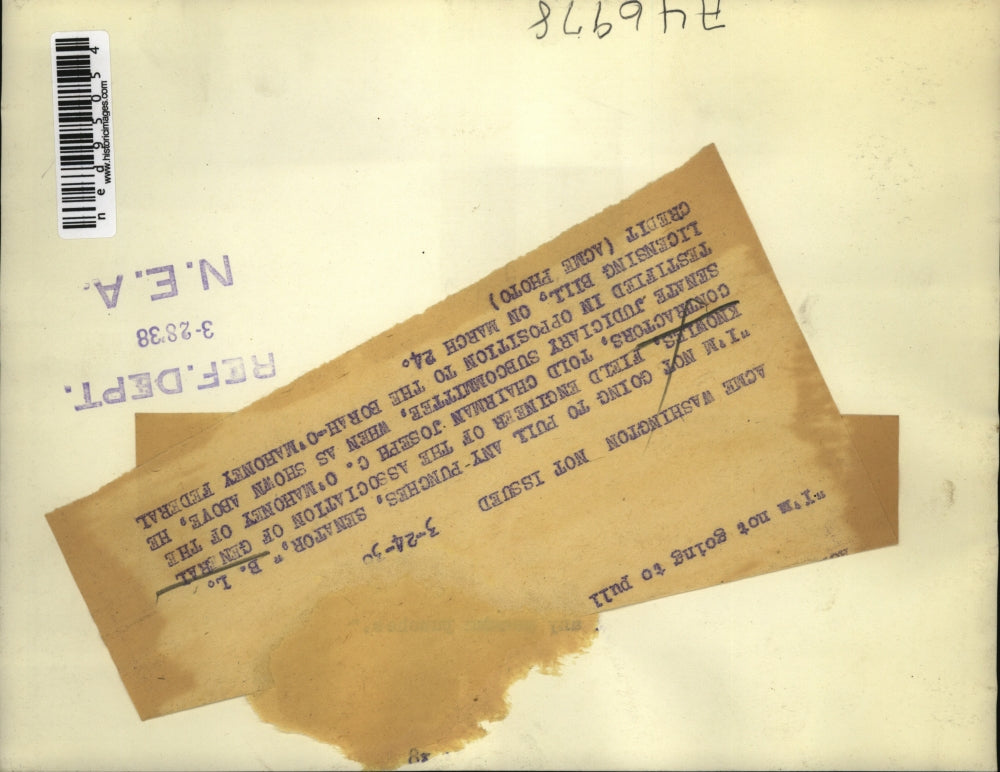 "I'm not going to pull
ACME WASHINGTON NOT ISSUED 3-24-38
"I'M NOT GOING TO PULL ANY PUNCHES, SENATOR," B. L.
KNOWLES, FIELD ENGINEER OF THE ASSOCIATION OF GENERAL
CONTRACTORS, TOLD CHAIRMAN JOSEPH C. O'MAHONEY OF THE
SENATE JUDICIARY SUBCOMMITTEE, WHEN AS SHOWN ABOVE, HE
TESTIFIED IN OPPOSITION TO THE BORAH-O'MAHONEY FEDERAL
LICENSING BILL, ON MARCH 24.
CREDIT (ACME PHOTO)
REF. DEPT.
3-28'38
N.E.A.
A46978
www.historicimages.com
ned95054